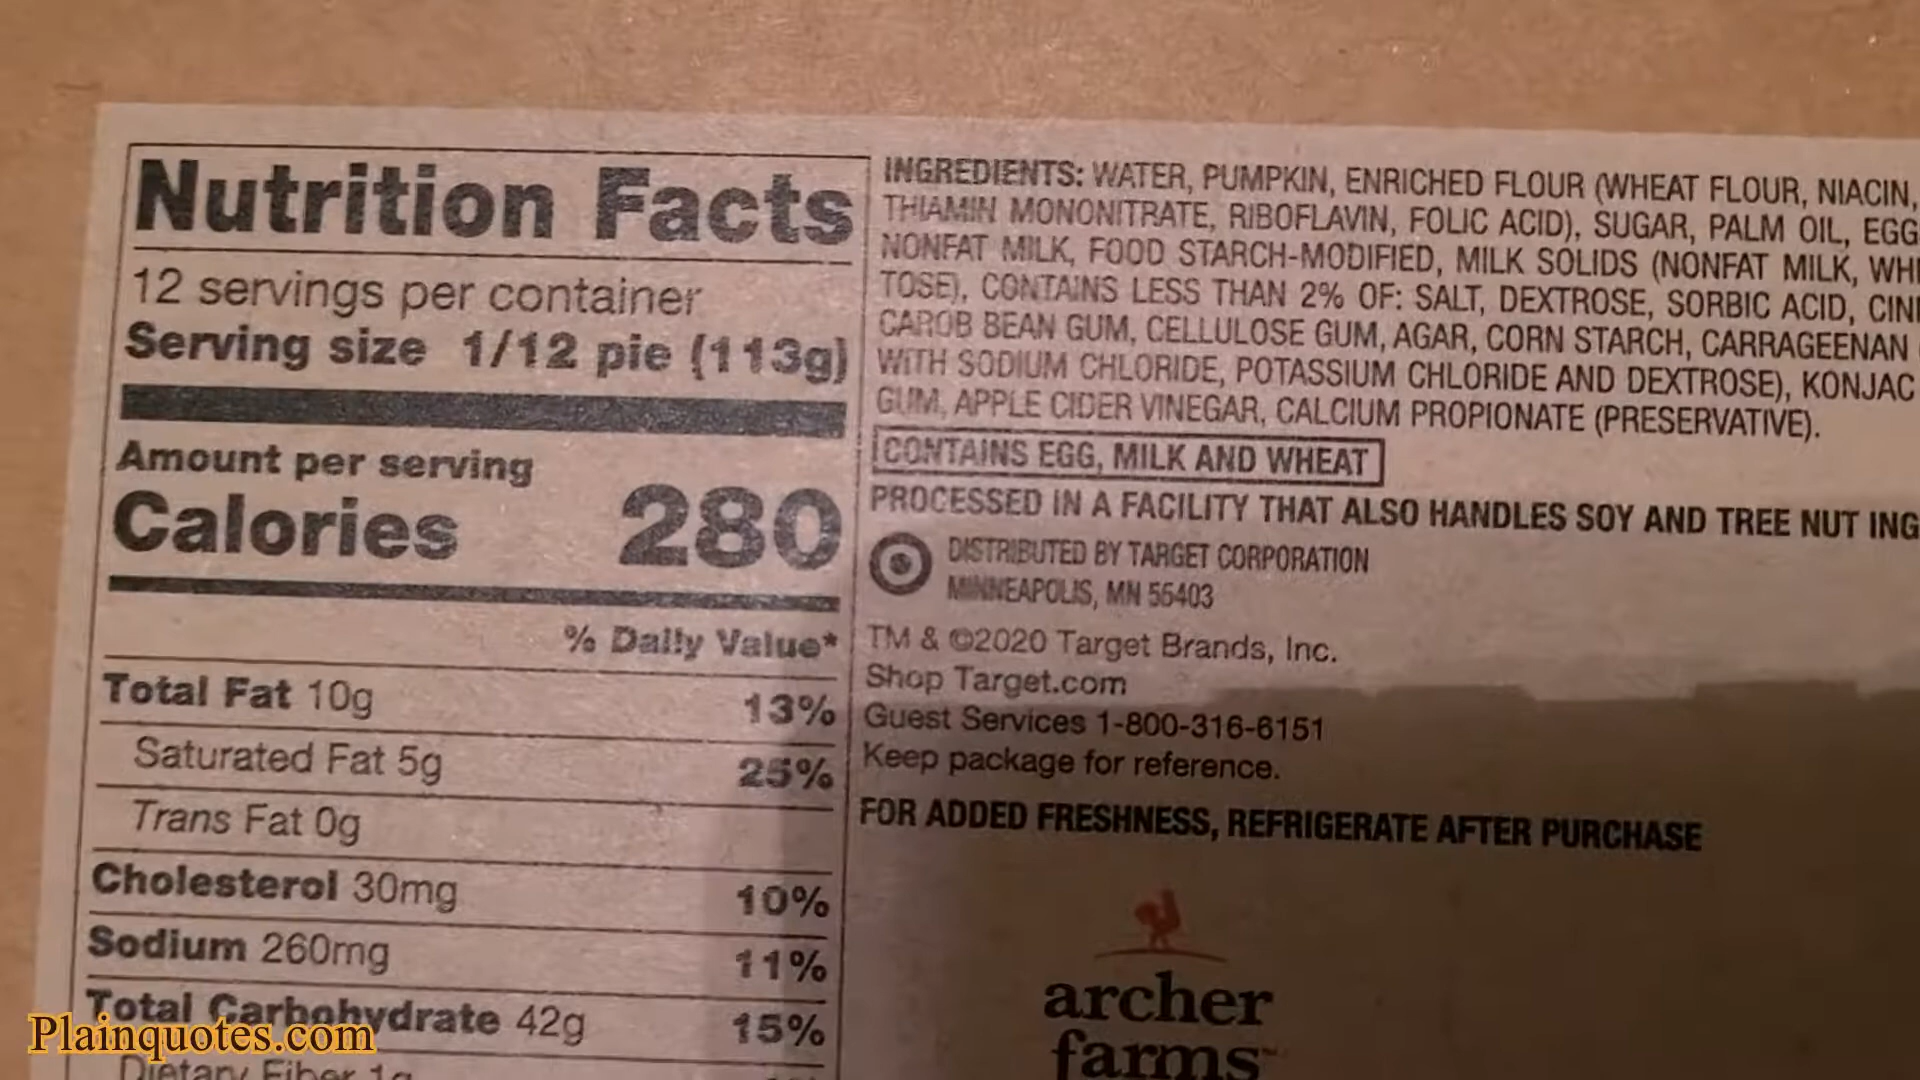 Nutrition Facts
12 servings per container
Serving size 1/12 pie (113g)
Amount per serving
Calories 280
% Daily Value*
Total Fat 10g 13%
Saturated Fat 5g 25%
Trans Fat 0g
Cholesterol 30mg 10%
Sodium 260mg 11%
Total Carbohydrate 42g 15%
Dietary Fiber 1g
INGREDIENTS: WATER, PUMPKIN, ENRICHED FLOUR (WHEAT FLOUR, NIACIN,
THIAMIN MONONITRATE, RIBOFLAVIN, FOLIC ACID), SUGAR, PALM OIL, EGG
NONFAT MILK, FOOD STARCH-MODIFIED, MILK SOLIDS (NONFAT MILK,
TOSE), CONTAINS LESS THAN 2% OF: SALT, DEXTROSE, SORBIC ACID,
CAROB BEAN GUM, CELLULOSE GUM, AGAR, CORN STARCH, CARRAGEENAN
WITH SODIUM CHLORIDE, POTASSIUM CHLORIDE AND DEXTROSE), KONJAC
GUM, APPLE CIDER VINEGAR, CALCIUM PROPIONATE (PRESERVATIVE).
CONTAINS EGG, MILK AND WHEAT
PROCESSED IN A FACILITY THAT ALSO HANDLES SOY AND TREE NUT ING
DISTRIBUTED BY TARGET CORPORATION
MINNEAPOLIS, MN 55403
TM & ©2020 Target Brands, Inc.
Shop Target.com
Guest Services 1-800-316-6151
Keep package for reference.
FOR ADDED FRESHNESS, REFRIGERATE AFTER PURCHASE
archer
farms™
Plainquotes.com